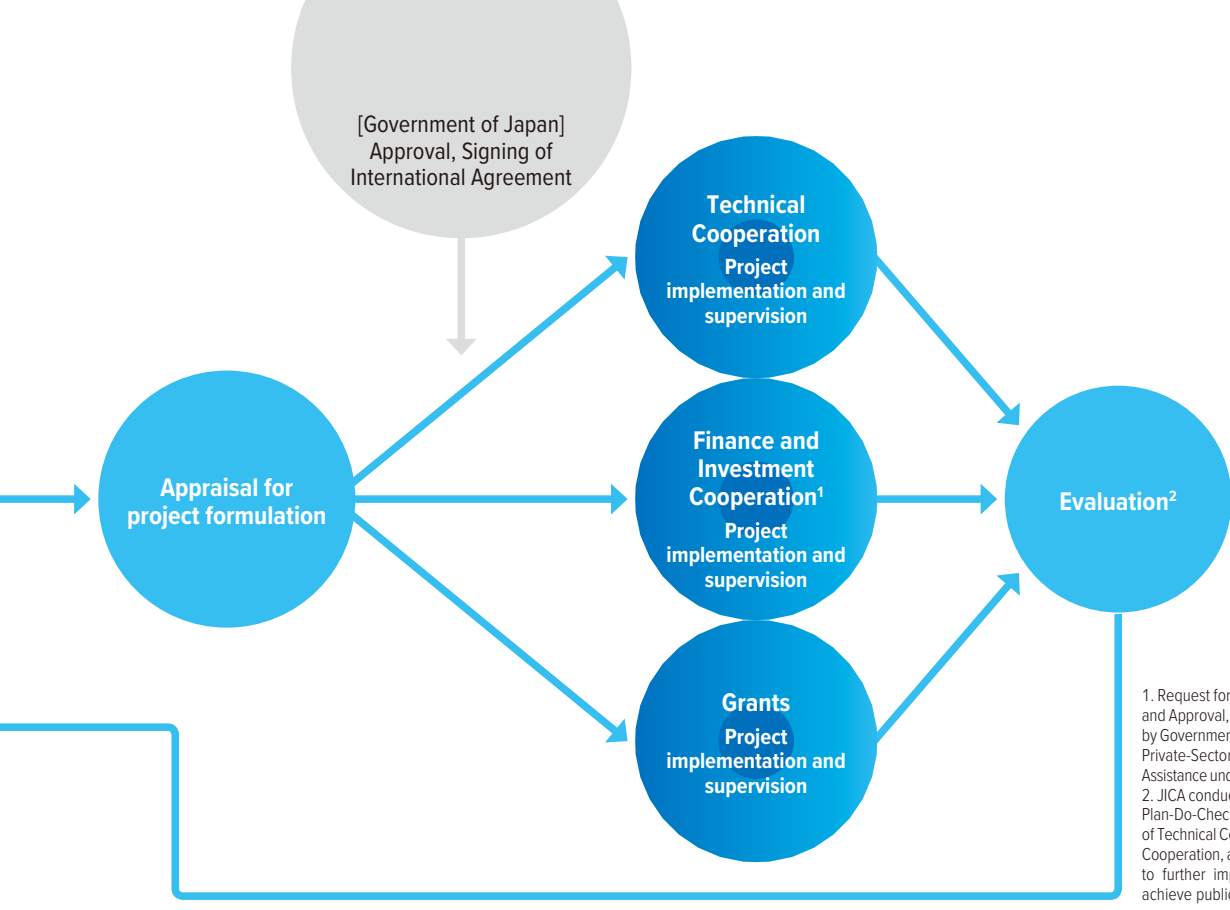 [Government of Japan]
Approval, Signing of
International Agreement
Technical
Cooperation
Project
implementation and
supervision
Appraisal for
project formulation
Finance and
Investment
Cooperation¹
Project
implementation and
supervision
Evaluation²
Grants
Project
implementation and
supervision
1. Request for
and Approval,
by Governmen
Private-Sector
Assistance und
2. JICA conduc
Plan-Do-Chec
of Technical Co
Cooperation, a
to further imp
achieve public